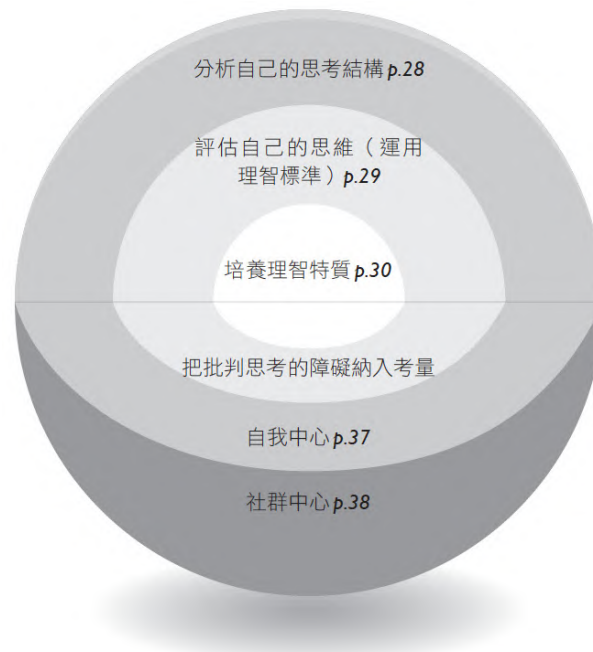 分析自己的思考結構 p.28
評估自己的思維（運用
理智標準）p.29
培養理智特質 p.30
把批判思考的障礙納入考量
自我中心 p.37
社群中心 p.38